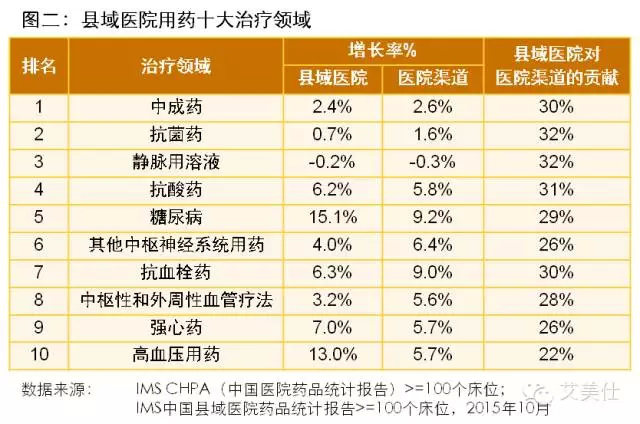 图二：县域医院用药十大治疗领域
排名 治疗领域 增长率% 县域医院对医院渠道的贡献
县域医院 医院渠道
1 中成药 2.4% 2.6% 30%
2 抗菌药 0.7% 1.6% 32%
3 静脉用溶液 -0.2% -0.3% 32%
4 抗酸药 6.2% 5.8% 31%
5 糖尿病 15.1% 9.2% 29%
6 其他中枢神经系统用药 4.0% 6.4% 26%
7 抗血栓药 6.3% 9.0% 30%
8 中枢性和外周性血管疗法 3.2% 5.6% 28%
9 强心药 7.0% 5.7% 26%
10 高血压用药 13.0% 5.7% 22%
数据来源： IMS CHPA（中国医院药品统计报告）>=100个床位；
IMS中国县域医院药品统计报告>=100个床位，2015年10月
艾美仕